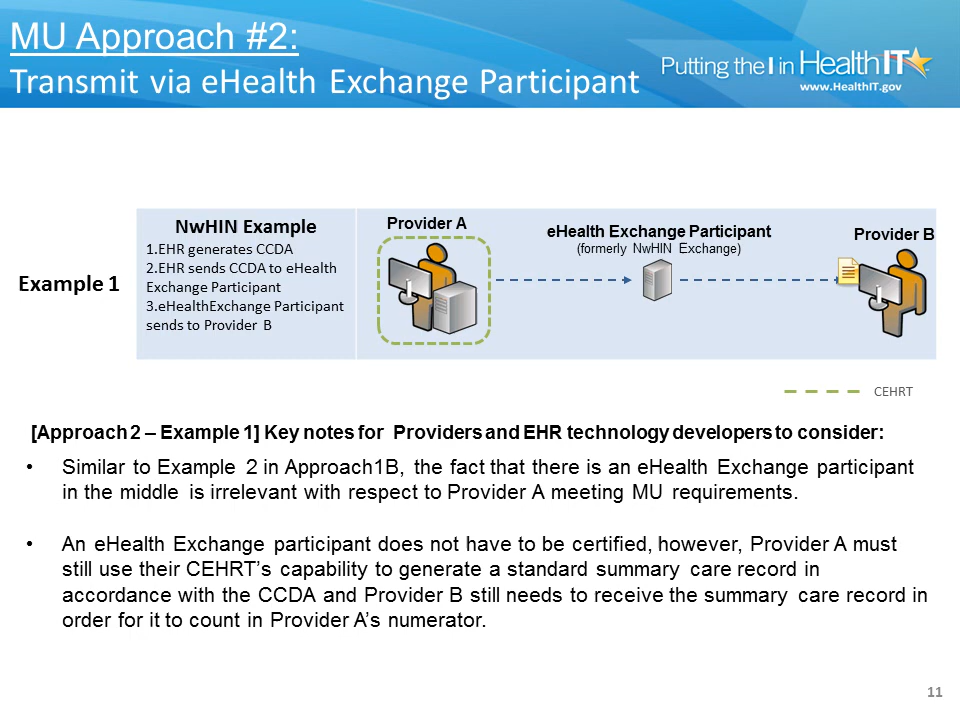 MU Approach #2:
Transmit via eHealth Exchange Participant
Putting the I in Health IT
www.HealthIT.gov
Example 1
NwHIN Example
1.EHR generates CCDA
2.EHR sends CCDA to eHealth
Exchange Participant
3.eHealthExchange Participant
sends to Provider B
Provider A
eHealth Exchange Participant
(formerly NwHIN Exchange)
Provider B
CEHRT
[Approach 2 – Example 1] Key notes for Providers and EHR technology developers to consider:
• Similar to Example 2 in Approach1B, the fact that there is an eHealth Exchange participant
in the middle is irrelevant with respect to Provider A meeting MU requirements.
• An eHealth Exchange participant does not have to be certified, however, Provider A must
still use their CEHRT’s capability to generate a standard summary care record in
accordance with the CCDA and Provider B still needs to receive the summary care record in
order for it to count in Provider A’s numerator.
11